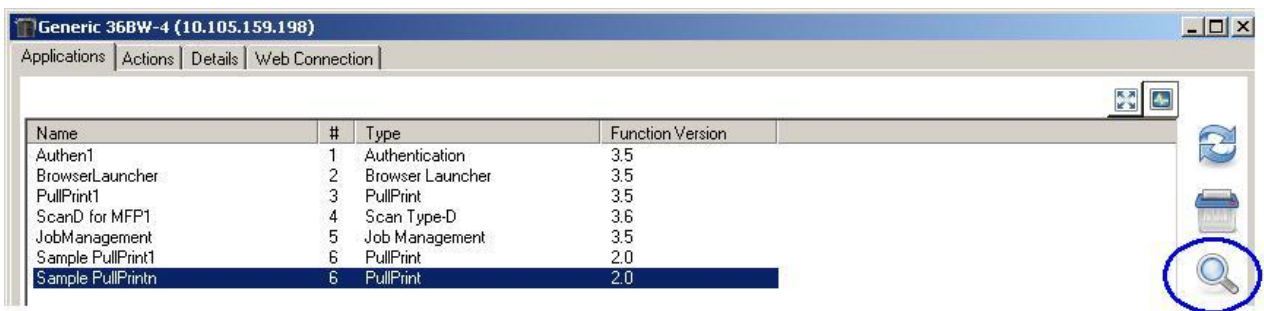 Generic 36BW-4 (10.105.159.198)
Applications Actions Details Web Connection
Name # Type Function Version
Authen1 1 Authentication 3.5
BrowserLauncher 2 Browser Launcher 3.5
PullPrint1 3 PullPrint 3.5
ScanD for MFP1 4 Scan Type-D 3.6
JobManagement 5 Job Management 3.5
Sample PullPrint1 6 PullPrint 2.0
Sample PullPrintn 6 PullPrint 2.0